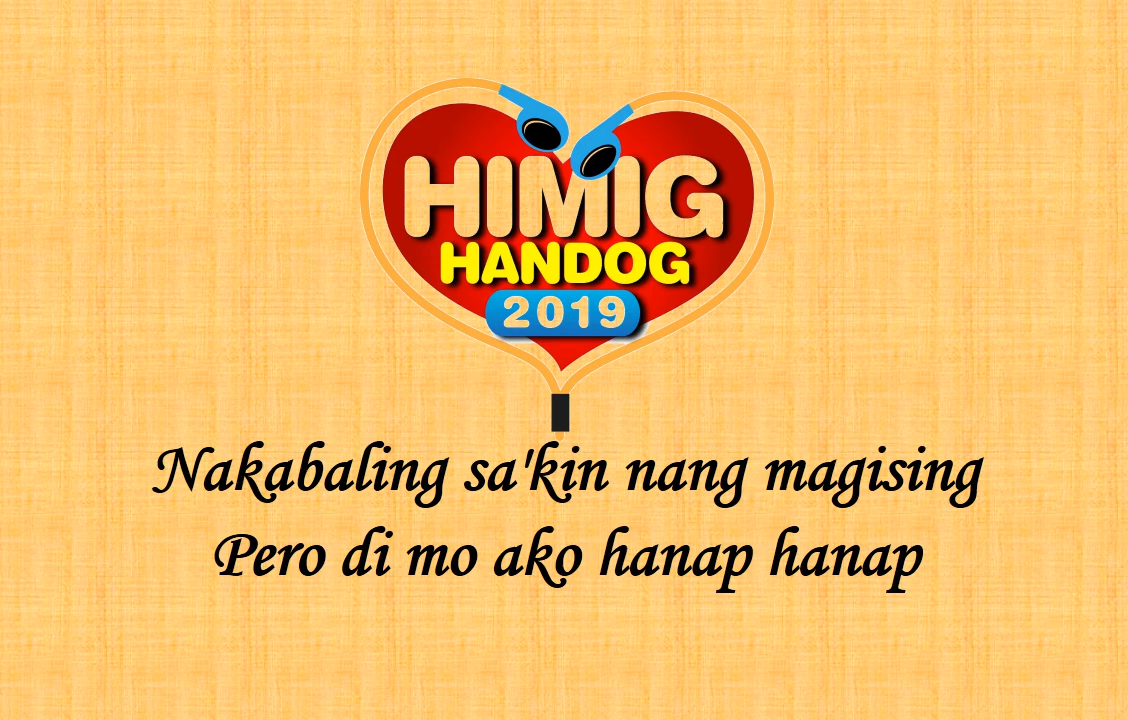 HIMIG
HANDOG
2019
Nakabaling sa'kin nang magising
Pero di mo ako hanap hanap